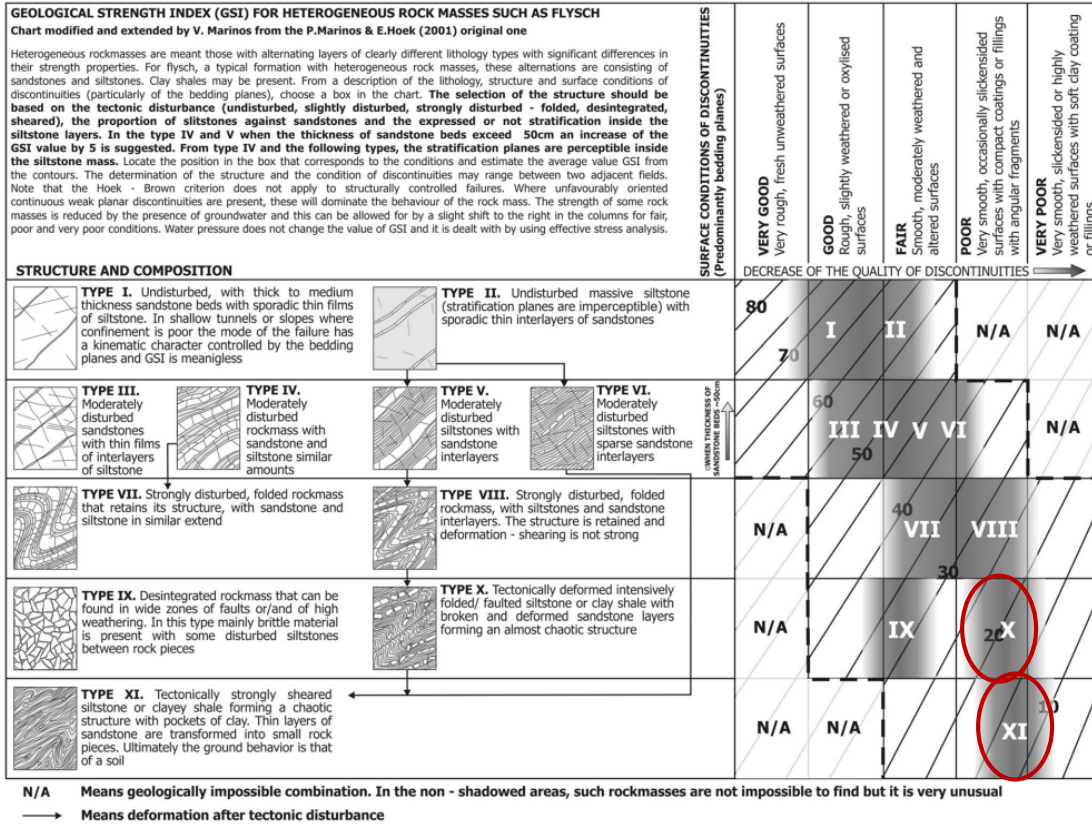 GEOLOGICAL STRENGTH INDEX (GSI) FOR HETEROGENEOUS ROCK MASSES SUCH AS FLYSCH
Chart modified and extended by V. Marinos from the P.Marinos & E.Hoek (2001) original one
Heterogeneous rockmasses are meant those with alternating layers of clearly different lithology types with significant differences in
their strength properties. For flysch, a typical formation with heterogeneous rock masses, these alternations are consisting of
sandstones and siltstones. Clay shales may be present. From a description of the lithology, structure and surface conditions of
discontinuities (particularly of the bedding planes), choose a box in the chart. The selection of the structure should be
based on the tectonic disturbance (undisturbed, slightly disturbed, strongly disturbed - folded, desintegrated,
sheared), the proportion of slitstones against sandstones and the expressed or not stratification inside the
siltstone layers. In the type IV and V when the thickness of sandstone beds exceed 50cm an increase of the
GSI value by 5 is suggested. From type IV and the following types, the stratification planes are perceptible inside
the siltstone mass. Locate the position in the box that corresponds to the conditions and estimate the average value GSI from
the contours. The determination of the structure and the condition of discontinuities may range between two adjacent fields.
Note that the Hoek - Brown criterion does not apply to structurally controlled failures. Where unfavourably oriented
continuous weak planar discontinuities are present, these will dominate the behaviour of the rock mass. The strength of some rock
masses is reduced by the presence of groundwater and this can be allowed for by a slight shift to the right in the columns for fair,
poor and very poor conditions. Water pressure does not change the value of GSI and it is dealt with by using effective stress analysis.
STRUCTURE AND COMPOSITION
SURFACE CONDITIONS OF DISCONTINUITIES
(Predominantly bedding planes)
VERY GOOD
Very rough, fresh unweathered surfaces
GOOD
Rough, slightly weathered or oxylised
surfaces
FAIR
Smooth, moderately weathered and
altered surfaces
POOR
Very smooth, occasionally slickensided
surfaces with compact coatings or fillings
with angular fragments
VERY POOR
Very smooth, slickensided or highly
weathered surfaces with soft clay coating
or fillings
DECREASE OF THE QUALITY OF DISCONTINUITIES
TYPE I. Undisturbed, with thick to medium
thickness sandstone beds with sporadic thin films
of siltstone. In shallow tunnels or slopes where
confinement is poor the mode of the failure has
a kinematic character controlled by the bedding
planes and GSI is meanigless
TYPE II. Undisturbed massive siltstone
(stratification planes are imperceptible) with
sporadic thin interlayers of sandstones
80
70
I
II
N/A
N/A
TYPE III.
Moderately
disturbed
sandstones
with thin films
of interlayers
of siltstone
TYPE IV.
Moderately
disturbed
rockmass with
sandstone and
siltstone similar
amounts
TYPE V.
Moderately
disturbed
siltstones with
sandstone
interlayers
TYPE VI.
Moderately
disturbed
siltstones with
sparse sandstone
interlayers
WHEN THICKNESS OF
SANDSTONE BEDS ~50cm
60
III IV V VI
50
N/A
TYPE VII. Strongly disturbed, folded rockmass
that retains its structure, with sandstone and
siltstone in similar extend
TYPE VIII. Strongly disturbed, folded
rockmass, with siltstones and sandstone
interlayers. The structure is retained and
deformation - shearing is not strong
N/A
40
VII
VIII
30
TYPE IX. Desintegrated rockmass that can be
found in wide zones of faults or/and of high
weathering. In this type mainly brittle material
is present with some disturbed siltstones
between rock pieces
TYPE X. Tectonically deformed intensively
folded/ faulted siltstone or clay shale with
broken and deformed sandstone layers
forming an almost chaotic structure
N/A
IX
20
X
TYPE XI. Tectonically strongly sheared
siltstone or clayey shale forming a chaotic
structure with pockets of clay. Thin layers of
sandstone are transformed into small rock
pieces. Ultimately the ground behavior is that
of a soil
N/A
N/A
10
XI
N/A Means geologically impossible combination. In the non - shadowed areas, such rockmasses are not impossible to find but it is very unusual
Means deformation after tectonic disturbance